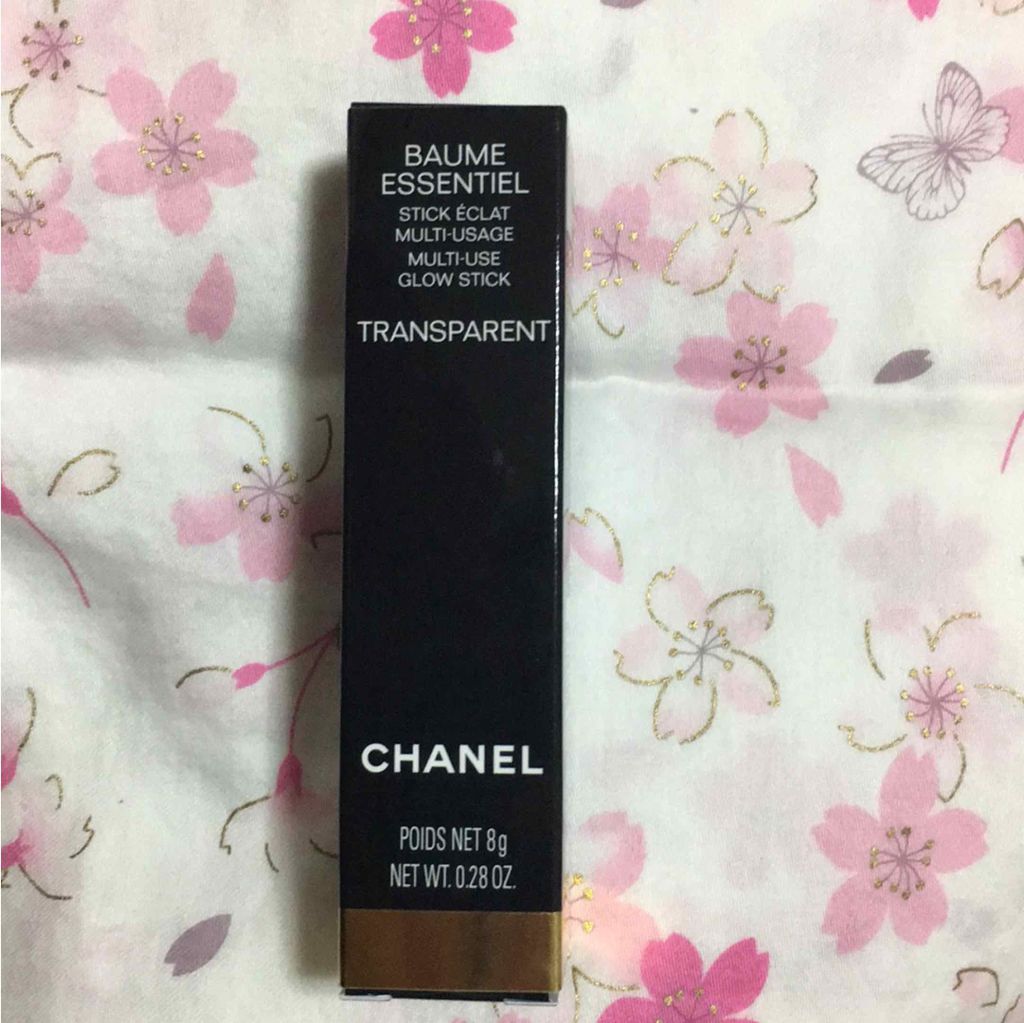 BAUME
ESSENTIEL
STICK ÉCLAT
MULTI-USAGE
MULTI-USE
GLOW STICK
TRANSPARENT
CHANEL
POIDS NET 8g
NET WT. 0.28 OZ.